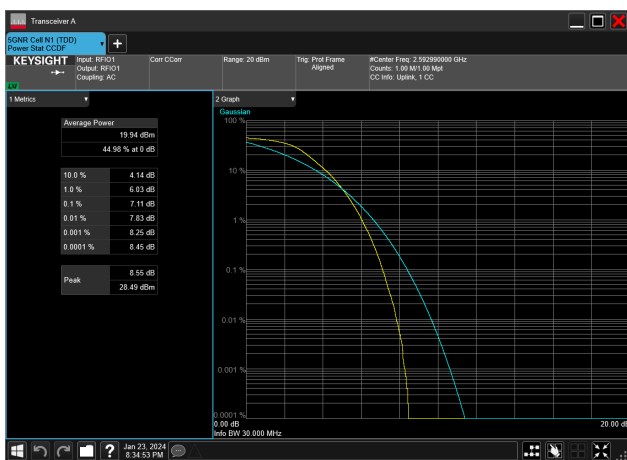 Transceiver A
5GNR Cell N1 (TDD)
Power Stat CCDF
KEYSIGHT
Input: RFIO1
Output: RFIO1
Coupling: AC
Corr CCorr
Range: 20 dBm
Trig: Prot Frame
Aligned
#Center Freq: 2.592990000 GHz
Counts: 1.00 M/1.00 Mpt
CC Info: Uplink, 1 CC
1 Metrics
Average Power
19.94 dBm
44.98 % at 0 dB
10.0 % 4.14 dB
1.0 % 6.03 dB
0.1 % 7.11 dB
0.01 % 7.83 dB
0.001 % 8.25 dB
0.0001 % 8.45 dB
Peak
8.55 dB
28.49 dBm
2 Graph
Gaussian
100 %
10 %
1 %
0.1 %
0.01 %
0.001 %
0.0001 %
0.00 dB
20.00 dB
Info BW 30.000 MHz
Jan 23, 2024
8:34:53 PM